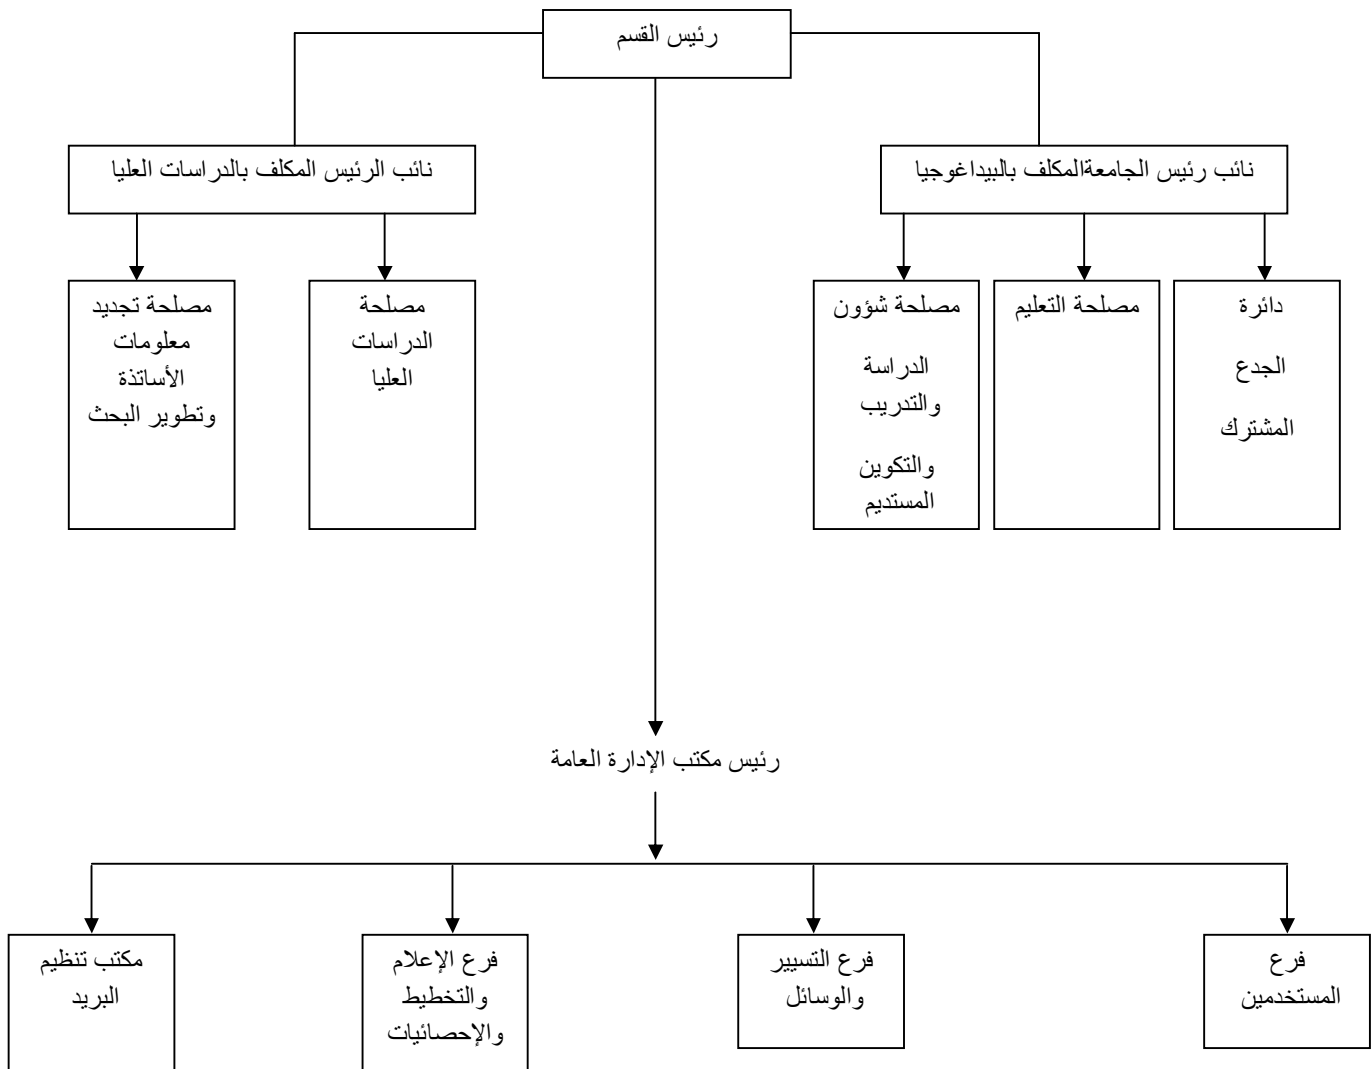 رئيس القسم
نائب رئيس الجامعةالمكلف بالبيداغوجيا
نائب الرئيس المكلف بالدراسات العليا
دائرة
الجدع
المشترك
مصلحة التعليم
مصلحة شؤون
الدراسة
والتدريب
والتكوين
المستديم
مصلحة
الدراسات
العليا
مصلحة تجديد
معلومات
الأساتذة
وتطوير البحث
رئيس مكتب الإدارة العامة
فرع
المستخدمين
فرع التسيير
والوسائل
فرع الإعلام
والتخطيط
والإحصائيات
مكتب تنظيم
البريد